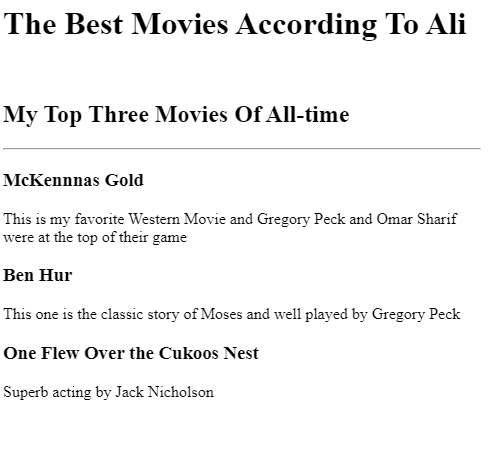 The Best Movies According To Ali
My Top Three Movies Of All-time
McKennnas Gold
This is my favorite Western Movie and Gregory Peck and Omar Sharif
were at the top of their game
Ben Hur
This one is the classic story of Moses and well played by Gregory Peck
One Flew Over the Cukoos Nest
Superb acting by Jack Nicholson